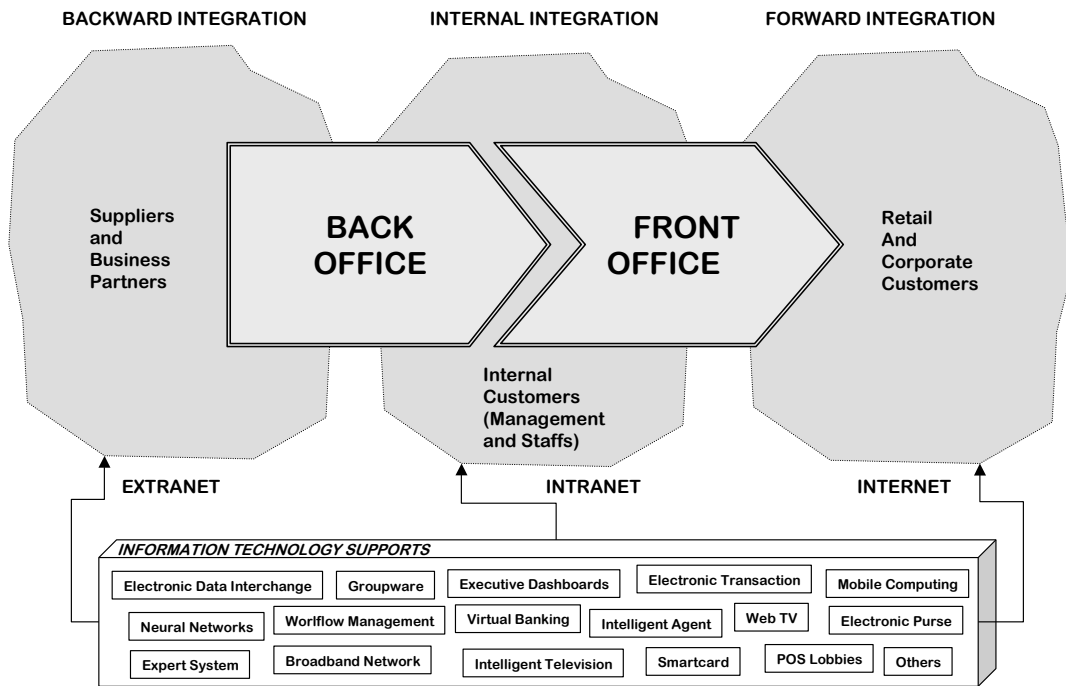 BACKWARD INTEGRATION
INTERNAL INTEGRATION
FORWARD INTEGRATION
Suppliers
and
Business
Partners
BACK
OFFICE
FRONT
OFFICE
Retail
And
Corporate
Customers
Internal
Customers
(Management
and Staffs)
EXTRANET
INTRANET
INTERNET
INFORMATION TECHNOLOGY SUPPORTS
Electronic Data Interchange
Groupware
Executive Dashboards
Electronic Transaction
Mobile Computing
Neural Networks
Worlflow Management
Virtual Banking
Intelligent Agent
Web TV
Electronic Purse
Expert System
Broadband Network
Intelligent Television
Smartcard
POS Lobbies
Others